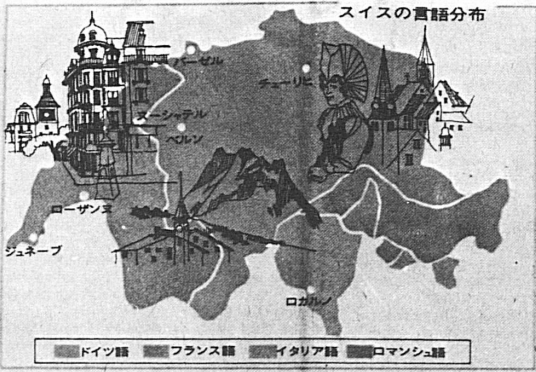 スイスの言語分布
バーゼル
チューリヒ
ヌーシャテル
ベルン
ローザンヌ
ジュネーブ
ロカルノ
ドイツ語 フランス語 イタリア語 ロマンシュ語